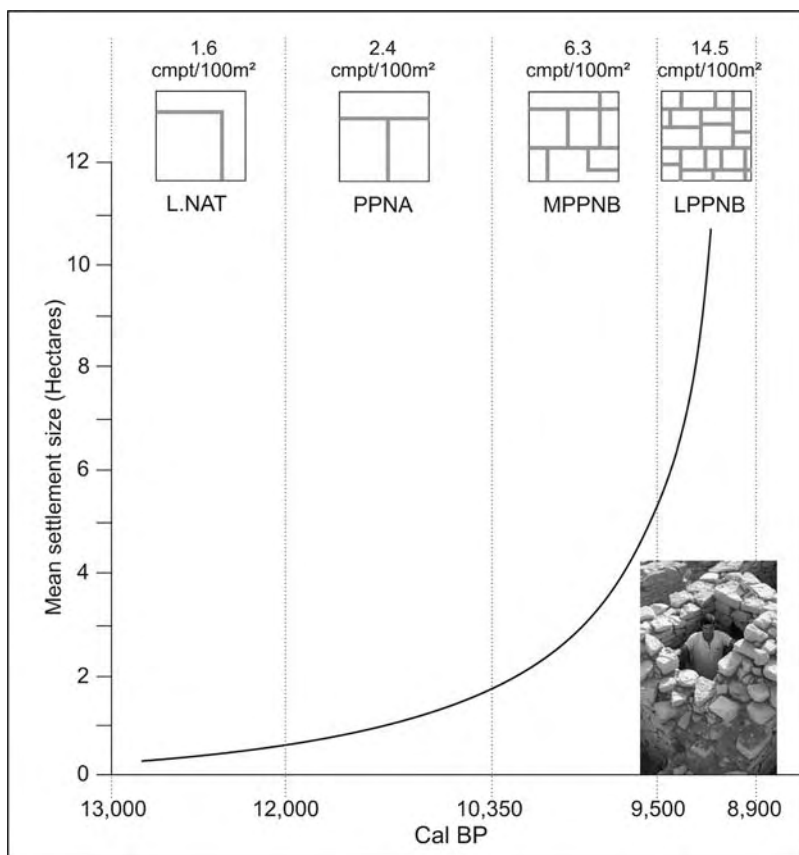 1.6
cmpt/100m²
2.4
cmpt/100m²
6.3
cmpt/100m²
14.5
cmpt/100m²
L.NAT
PPNA
MPPNB
LPPNB
Mean settlement size (Hectares)
12
10
8
6
4
2
0
13,000
12,000
10,350
9,500
8,900
Cal BP